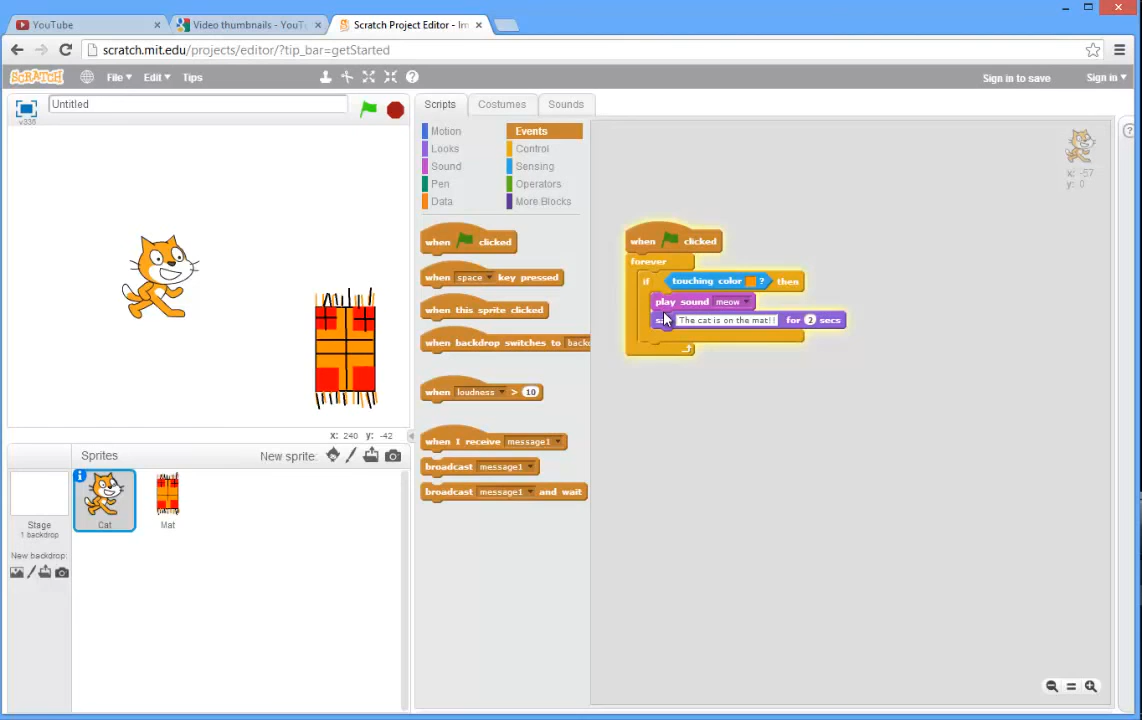 YouTube
Video thumbnails - YouT
Scratch Project Editor - Im
scratch.mit.edu/projects/editor/?tip_bar=getStarted
SCRATCH
File
Edit
Tips
Sign in to save
Sign in
Untitled
v336
Scripts
Costumes
Sounds
Motion
Events
Looks
Control
Sound
Sensing
Pen
Operators
Data
More Blocks
x: -57
y: 0
when clicked
when space key pressed
when this sprite clicked
when backdrop switches to back
when loudness > 10
when I receive message1
broadcast message1
broadcast message1 and wait
when clicked
forever
if touching color ? then
play sound meow
The cat is on the mat!! for 2 secs
x: 240 y: -42
Sprites
New sprite:
Stage
1 backdrop
New backdrop:
Cat
Mat